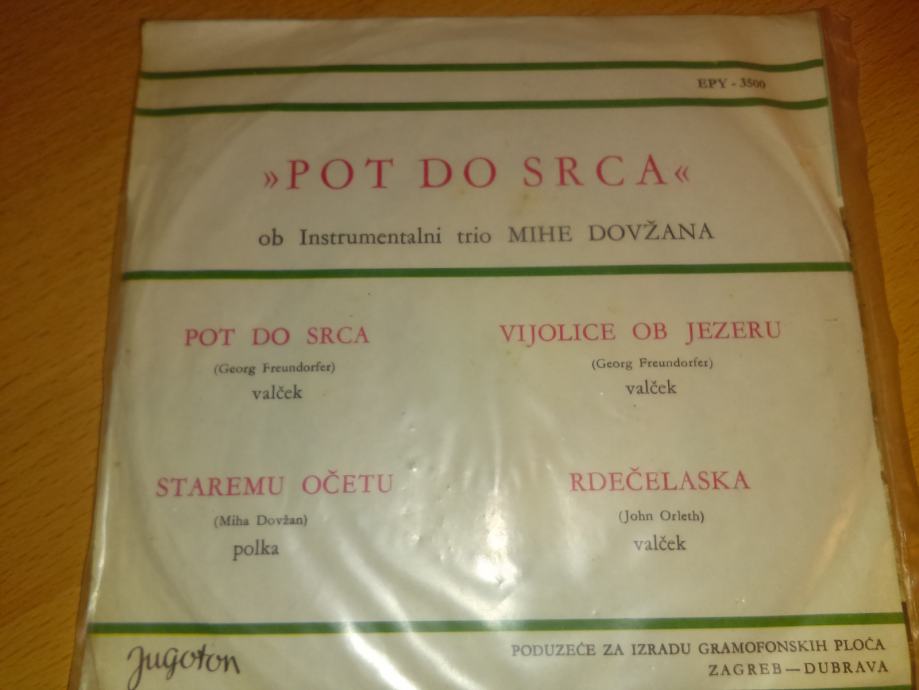 EPY - 3500
»POT DO SRCA«
ob Instrumentalni trio MIHE DOVŽANA
POT DO SRCA
(Georg Freundorfer)
valček
VIJOLICE OB JEZERU
(Georg Freundorfer)
valček
STAREMU OČETU
(Miha Dovžan)
polka
RDEČELASKA
(John Orleth)
valček
Jugoton
PODUZEĆE ZA IZRADU GRAMOFONSKIH PLOČA
ZAGREB — DUBRAVA